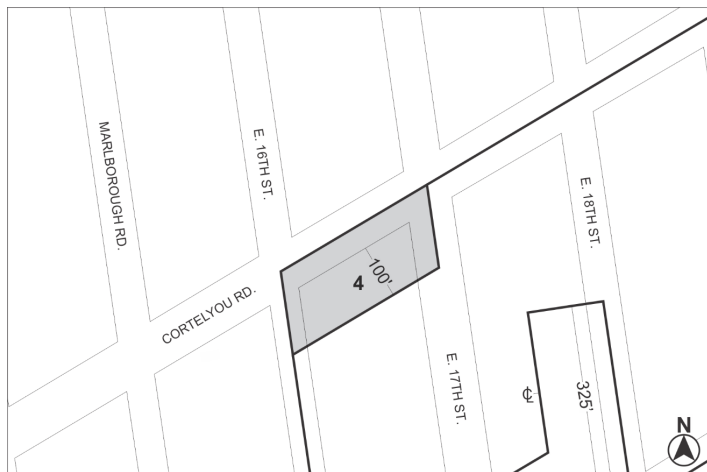 MARLBOROUGH RD.
E. 16TH ST.
E. 18TH ST.
100'
4
CORTELYOU RD.
E. 17TH ST.
℄
325'
N